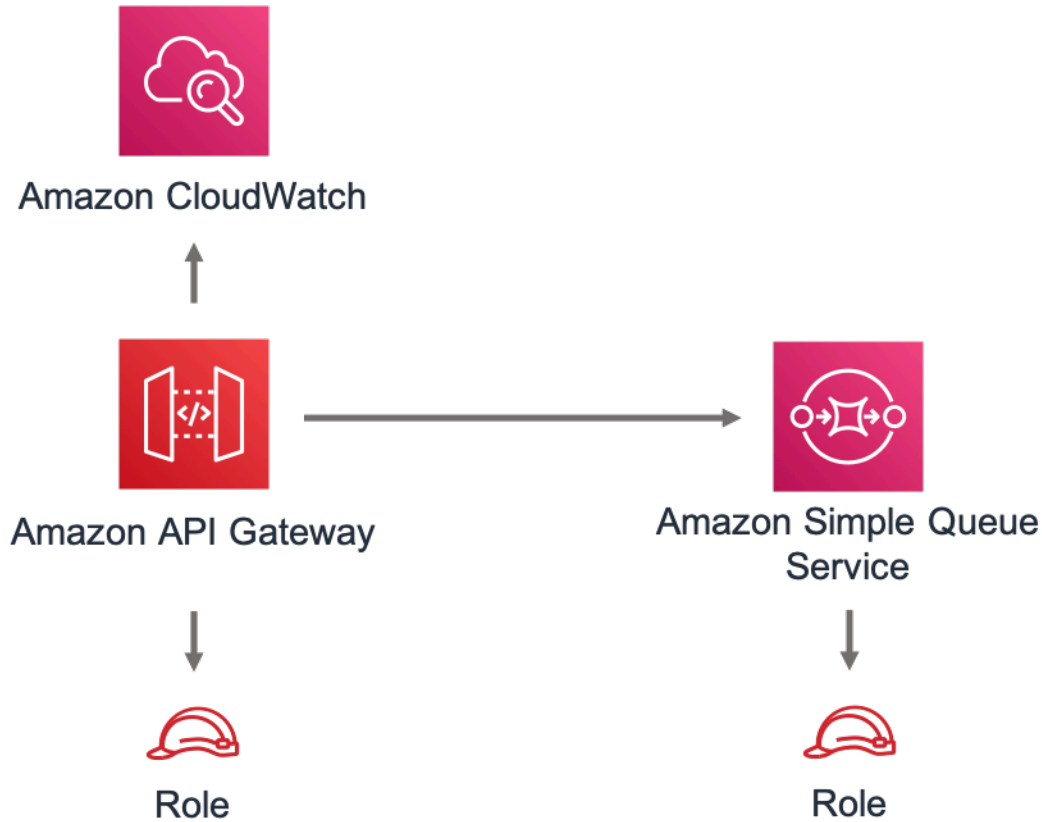 Amazon CloudWatch
</>
Amazon API Gateway
Amazon Simple Queue
Service
Role
Role